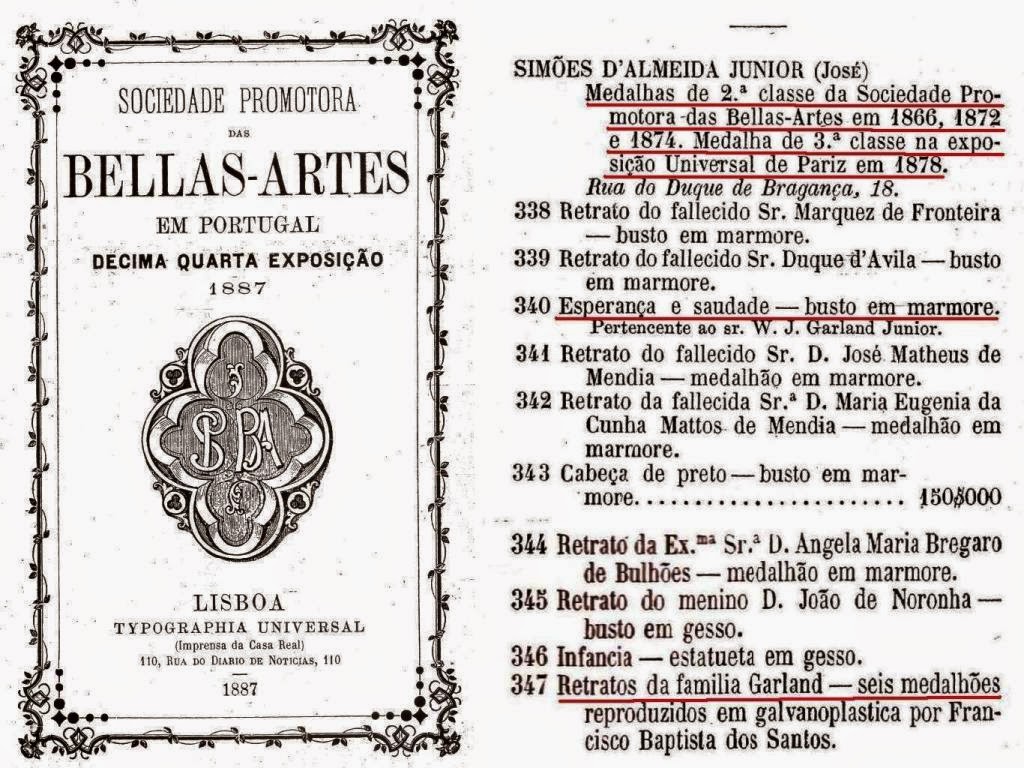 SOCIEDADE PROMOTORA
DAS
BELLAS-ARTES
EM PORTUGAL
DECIMA QUARTA EXPOSIÇÃO
1887
LISBOA
TYPOGRAPHIA UNIVERSAL
(Imprensa da Casa Real)
110, RUA DO DIARIO DE NOTICIAS, 110
1887
SIMÕES D'ALMEIDA JUNIOR (JOSÉ)
Medalhas de 2.ª classe da Sociedade Pro-
motora das Bellas-Artes em 1866, 1872
e 1874. Medalha de 3.ª classe na expo-
sição Universal de Pariz em 1878.
Rua do Duque de Bragança, 18.
338 Retrato do fallecido Sr. Marquez de Fronteira
— busto em marmore.
339 Retrato do fallecido Sr. Duque d'Avila — busto
em marmore.
340 Esperança e saudade — busto em marmore.
Pertencente ao sr. W. J. Garland Junior.
341 Retrato do fallecido Sr. D. José Matheus de
Mendia — medalhão em marmore.
342 Retrato da fallecida Sr.ª D. Maria Eugenia da
Cunha Mattos de Mendia — medalhão em
marmore.
343 Cabeça de preto — busto em mar-
more...................... 150$000
344 Retrato da Ex.ᵐᵃ Sr.ª D. Angela Maria Bregaro
de Bulhões — medalhão em marmore.
345 Retrato do menino D. João de Noronha —
busto em gesso.
346 Infancia — estatueta em gesso.
347 Retratos da familia Garland — seis medalhões
reproduzidos em galvanoplastica por Fran-
cisco Baptista dos Santos.